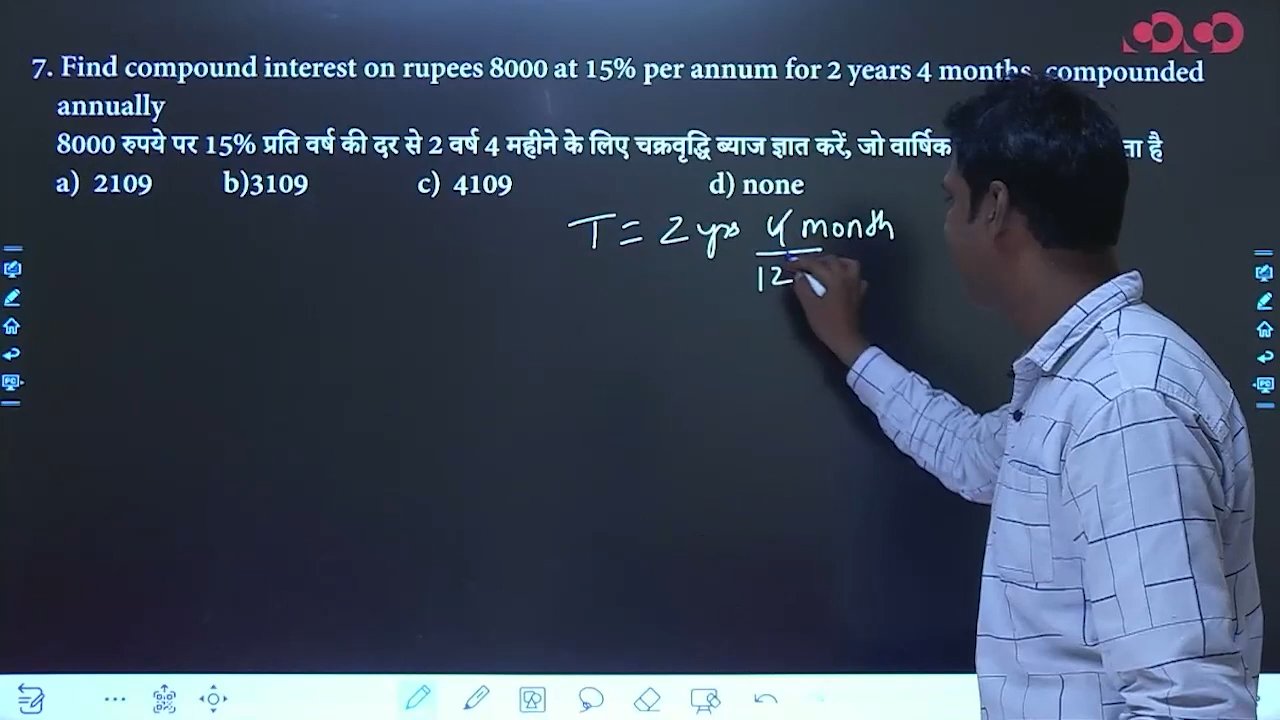 7. Find compound interest on rupees 8000 at 15% per annum for 2 years 4 months, compounded
annually
8000 रुपये पर 15% प्रति वर्ष की दर से 2 वर्ष 4 महीने के लिए चक्रवृद्धि ब्याज ज्ञात करें, जो वार्षिक है
a) 2109 b)3109 c) 4109 d) none
T = 2 yrs 4 month
12